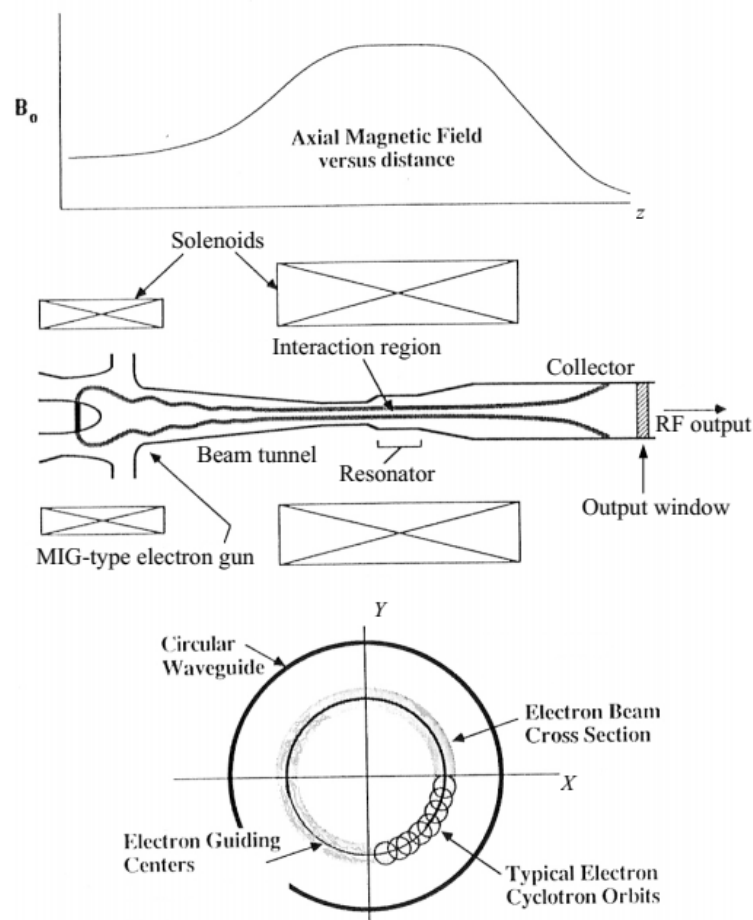 B₀
Axial Magnetic Field
versus distance
z
Solenoids
Interaction region
Collector
RF output
Beam tunnel
Resonator
Output window
MIG-type electron gun
Y
Circular
Waveguide
Electron Beam
Cross Section
X
Electron Guiding
Centers
Typical Electron
Cyclotron Orbits